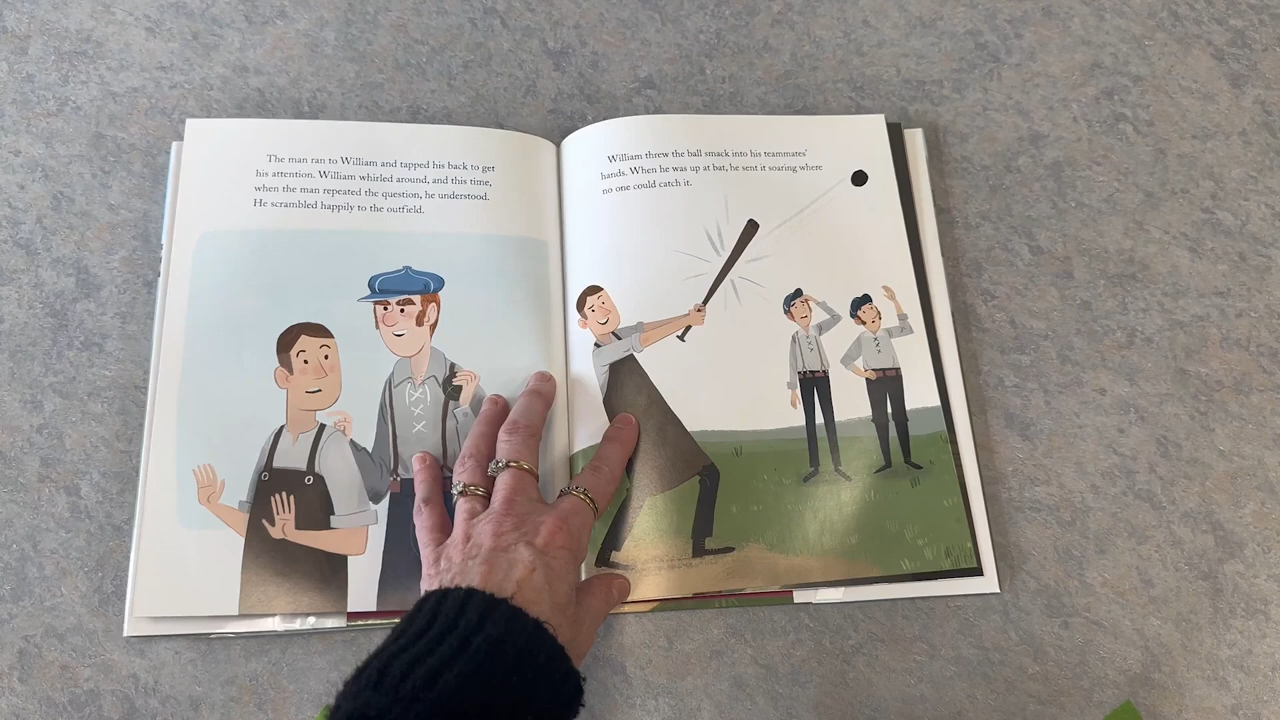 The man ran to William and tapped his back to get
his attention. William whirled around, and this time,
when the man repeated the question, he understood.
He scrambled happily to the outfield.
William threw the ball smack into his teammates'
hands. When he was up at bat, he sent it soaring where
no one could catch it.